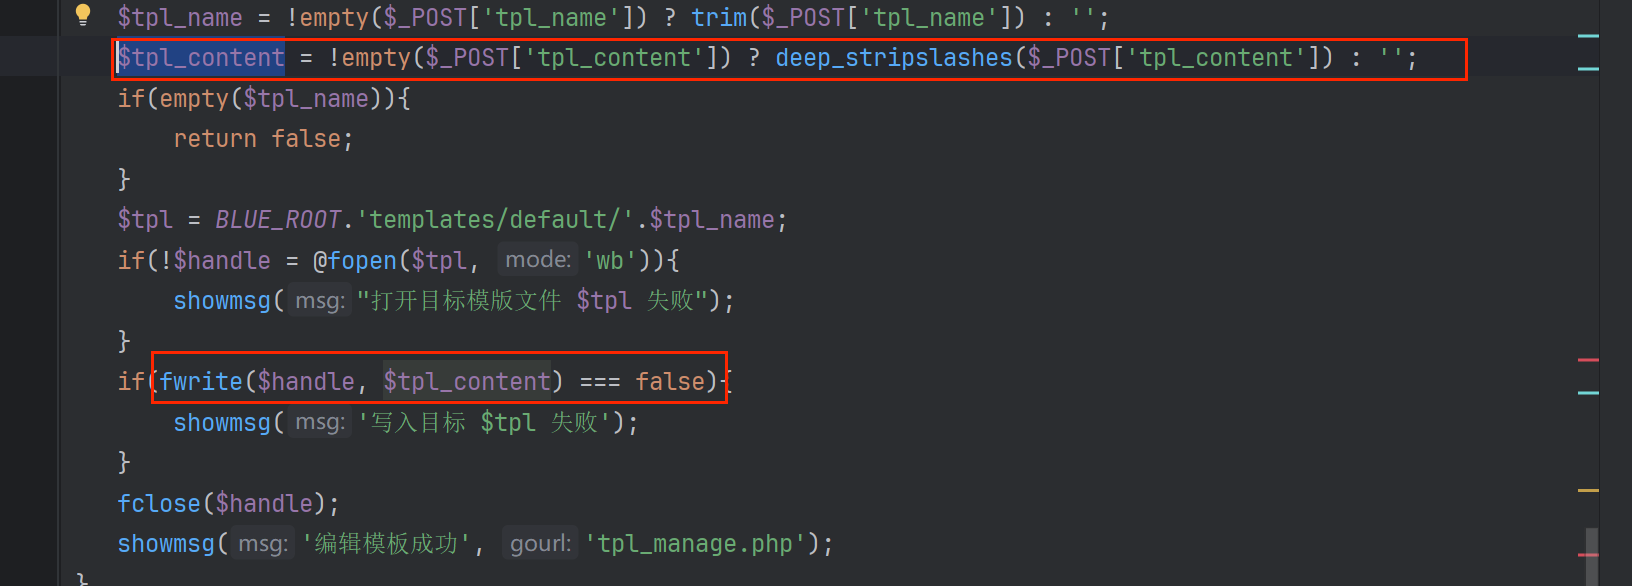 $tpl_name = !empty($_POST['tpl_name']) ? trim($_POST['tpl_name']) : '';
$tpl_content = !empty($_POST['tpl_content']) ? deep_stripslashes($_POST['tpl_content']) : '';
if(empty($tpl_name)){
return false;
}
$tpl = BLUE_ROOT.'templates/default/'.$tpl_name;
if(!$handle = @fopen($tpl, mode: 'wb')){
showmsg( msg: "打开目标模版文件 $tpl 失败");
}
if(fwrite($handle, $tpl_content) === false){
showmsg( msg: '写入目标 $tpl 失败');
}
fclose($handle);
showmsg( msg: '编辑模板成功', gourl: 'tpl_manage.php');
}